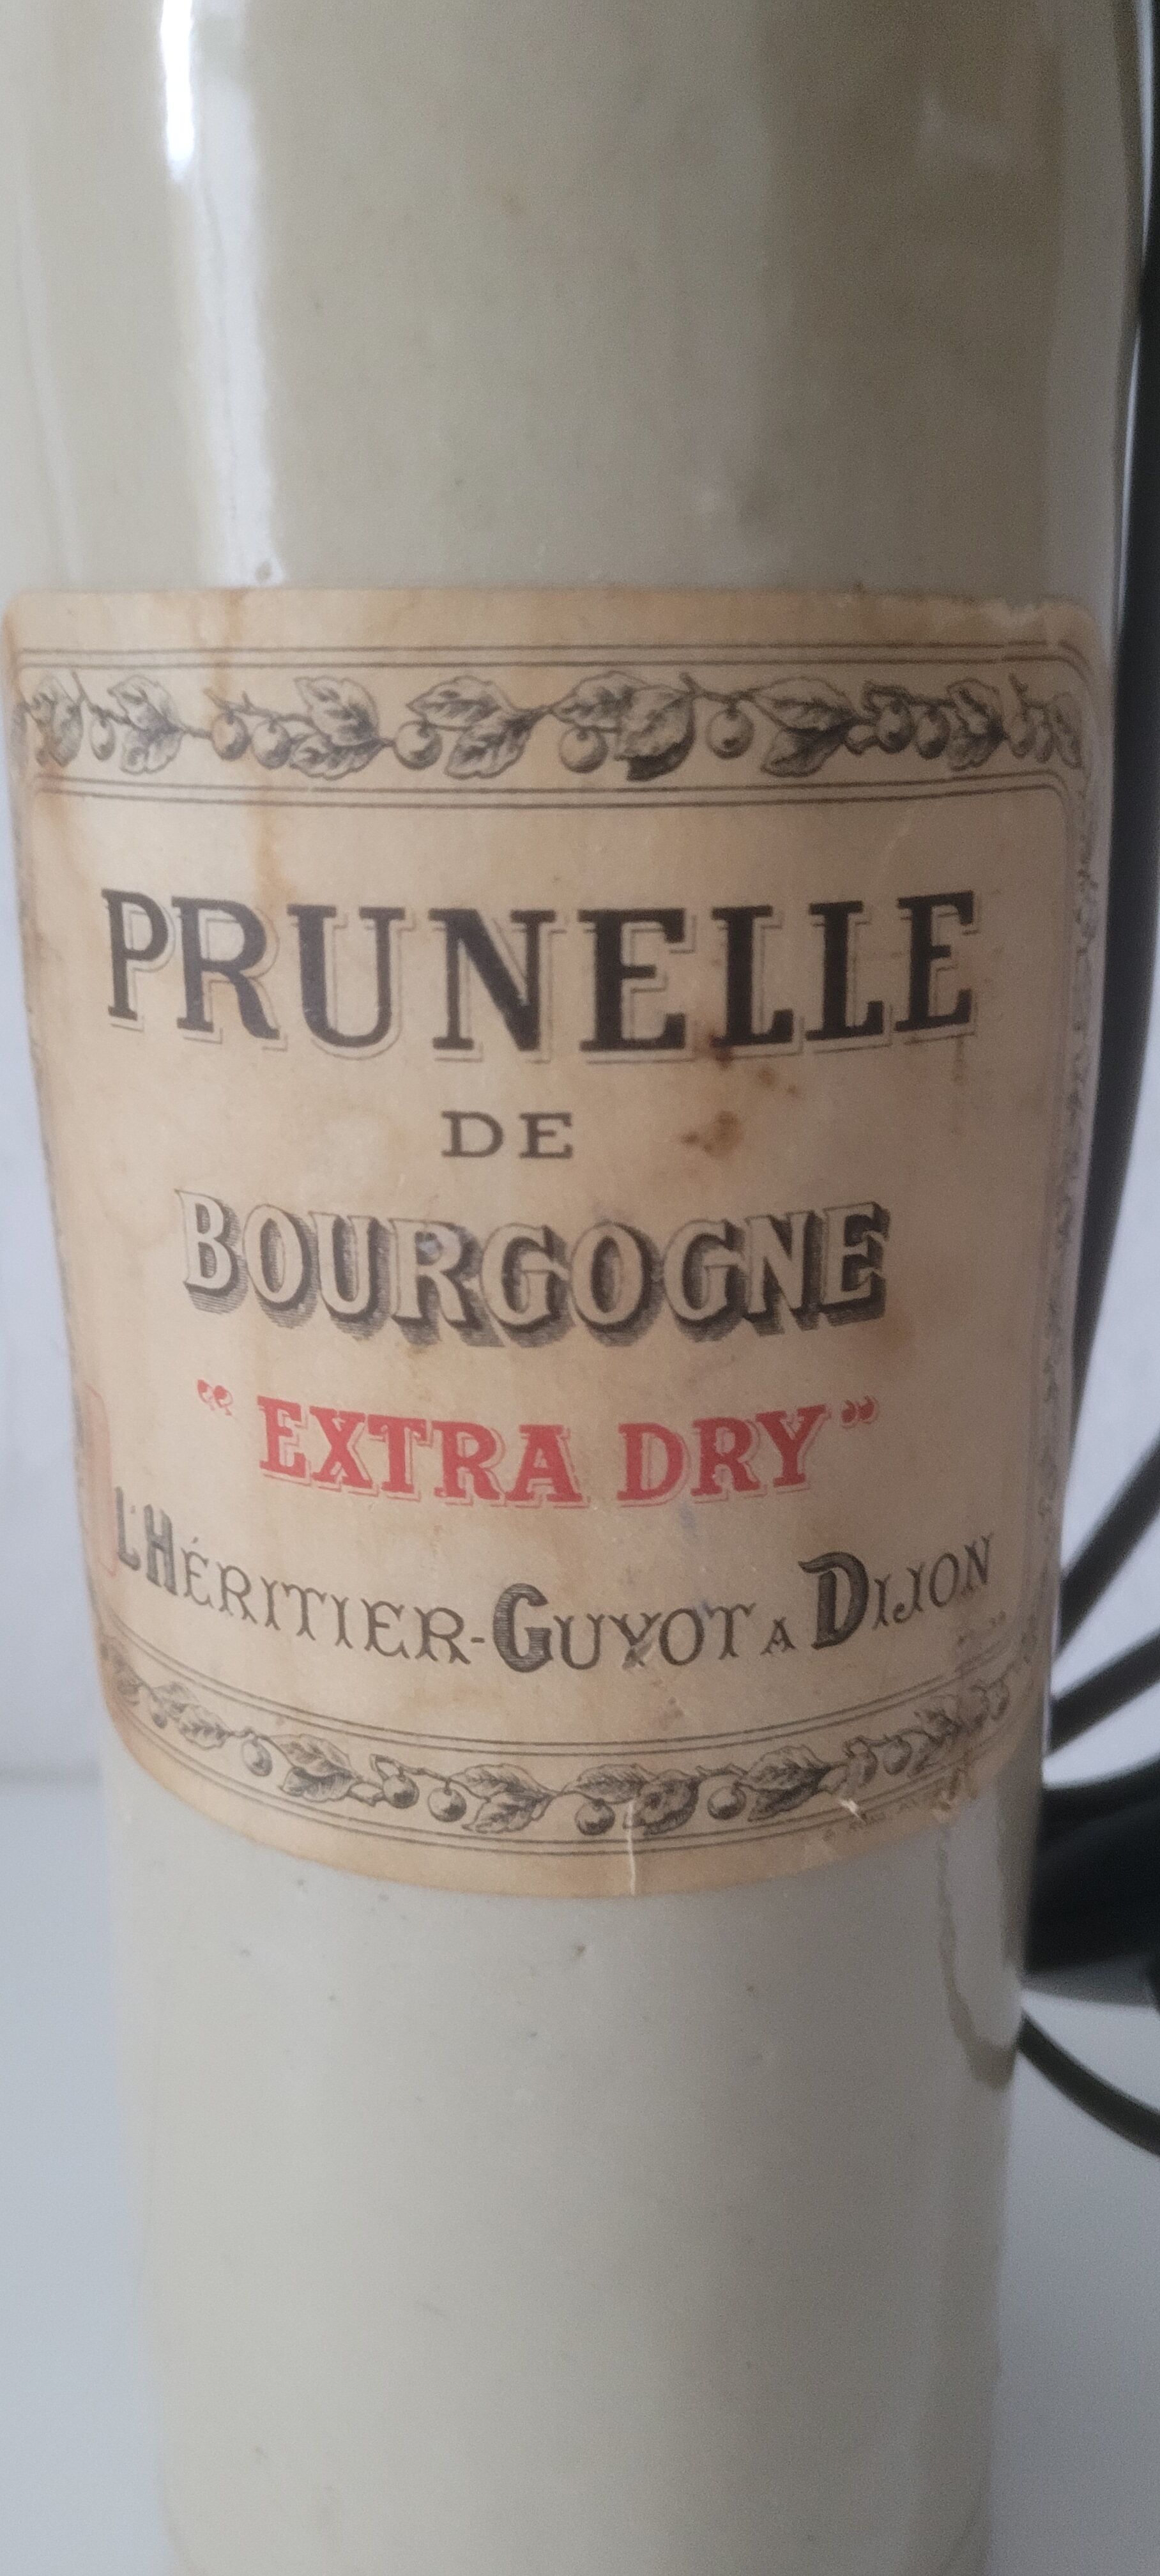 PRUNELLE
DE
BOURGOGNE
“EXTRA DRY”
L'HÉRITIER-GUYOT A DIJON